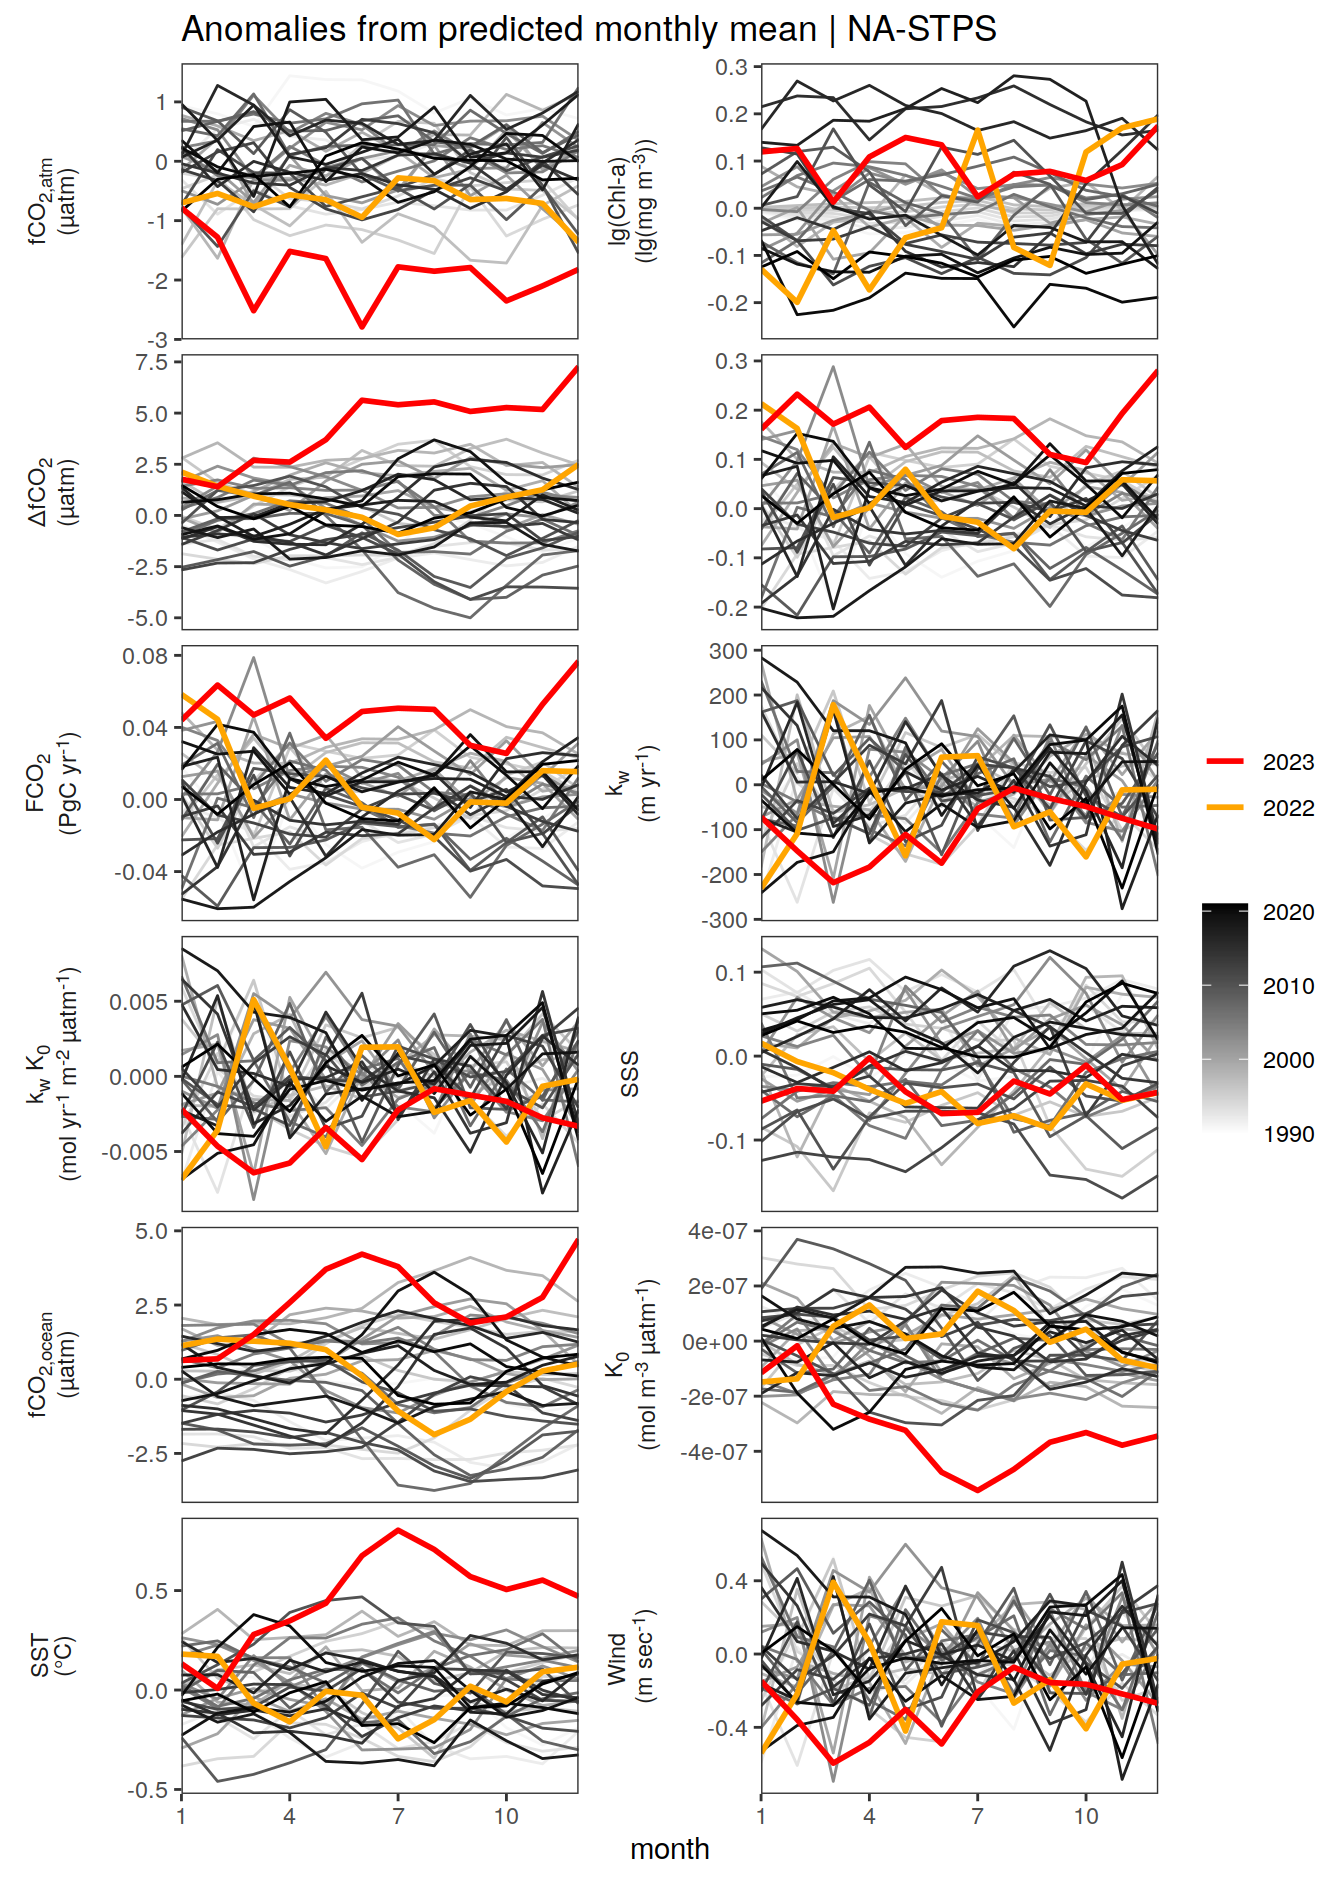 Anomalies from predicted monthly mean | NA-STPS
fCO2,atm
(µatm)
1
0
-1
-2
-3
lg(Chl-a)
(lg(mg m-3))
0.3
0.2
0.1
0.0
-0.1
-0.2
ΔfCO2
(µatm)
7.5
5.0
2.5
0.0
-2.5
-5.0
0.3
0.2
0.1
0.0
-0.1
-0.2
FCO2
(PgC yr-1)
0.08
0.04
0.00
-0.04
kw
(m yr-1)
300
200
100
0
-100
-200
-300
kw K0
(mol yr-1 m-2 µatm-1)
0.005
0.000
-0.005
SSS
0.1
0.0
-0.1
fCO2,ocean
(µatm)
5.0
2.5
0.0
-2.5
K0
(mol m-3 µatm-1)
4e-07
2e-07
0e+00
-2e-07
-4e-07
SST
(°C)
0.5
0.0
-0.5
Wind
(m sec-1)
0.4
0.0
-0.4
1 4 7 10
1 4 7 10
month
2023
2022
2020
2010
2000
1990